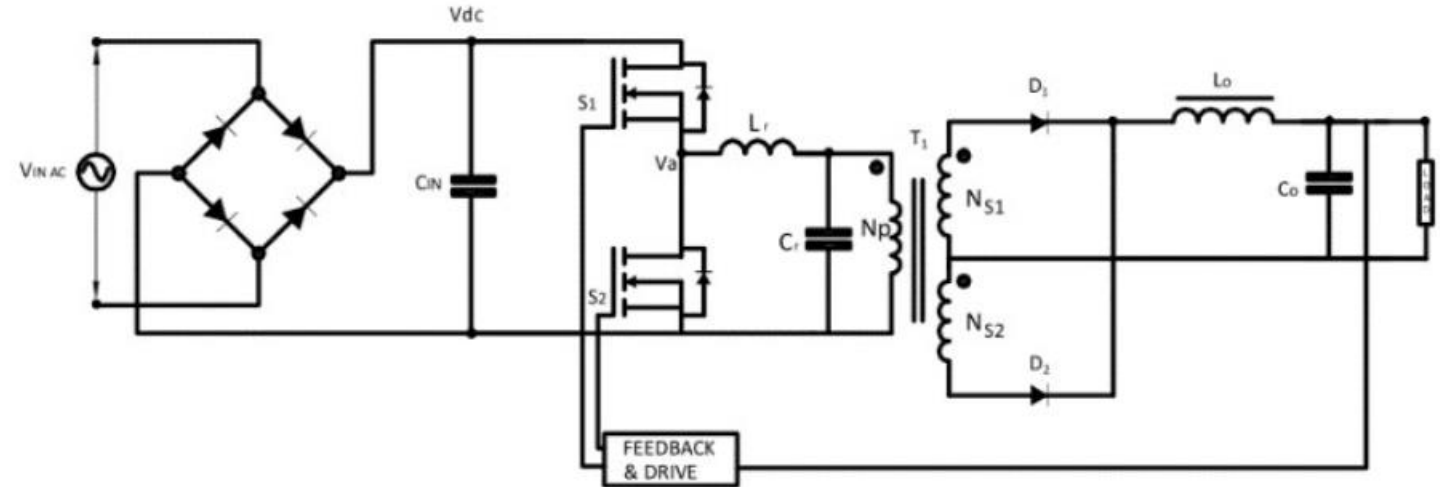 Vdc
S1
D1
Lo
Lr
T1
VIN AC
Va
CIN
Cr
Np
NS1
Co
LOAD
S2
NS2
D2
FEEDBACK
& DRIVE